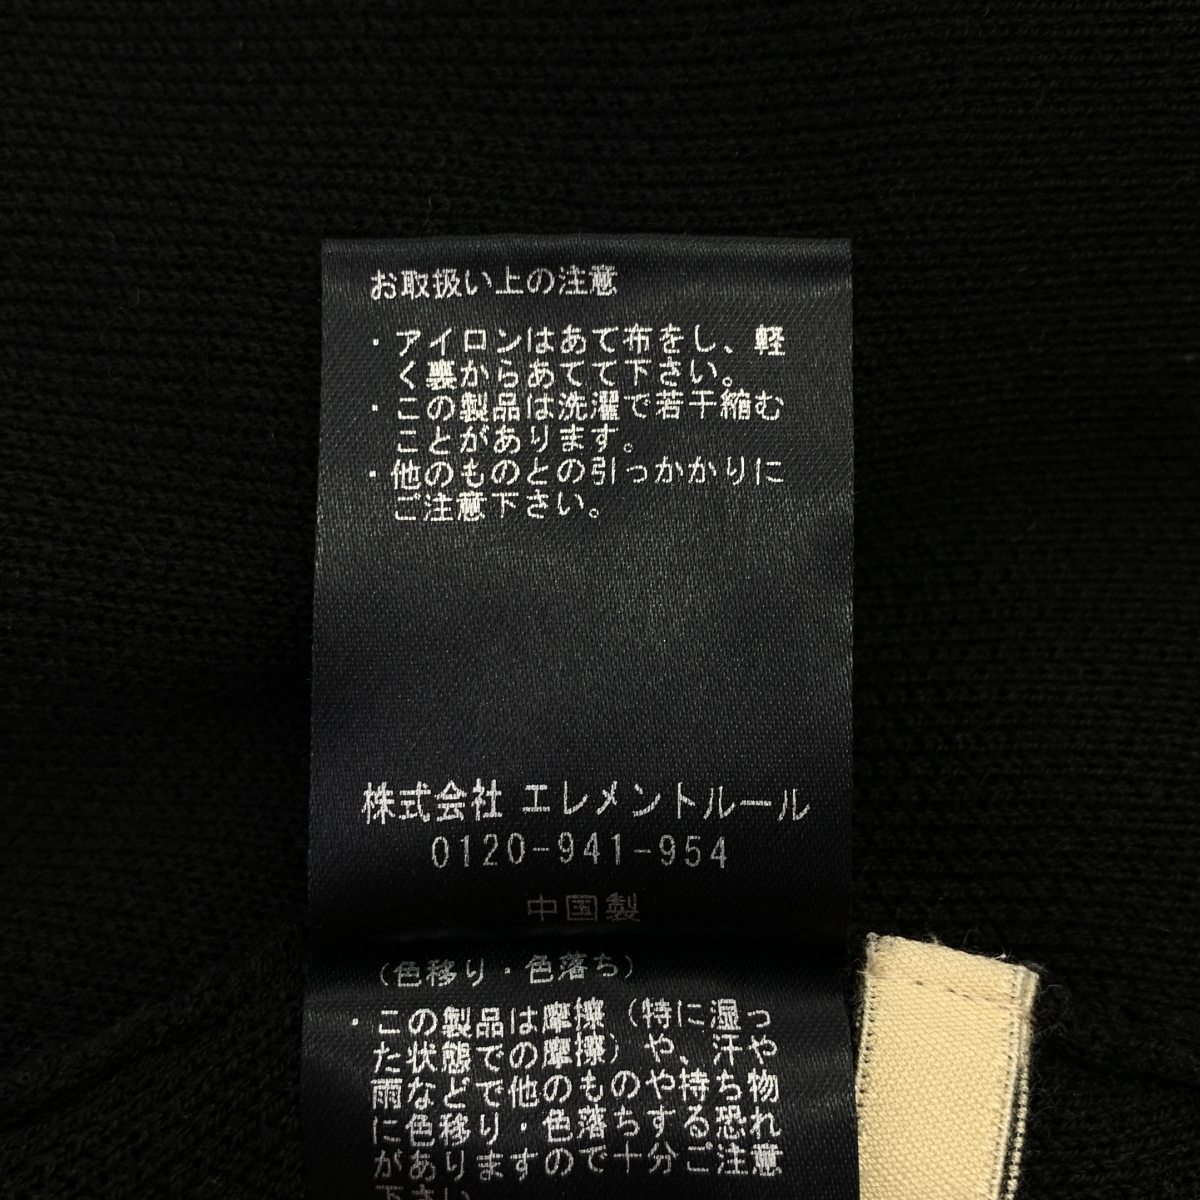 お取扱い上の注意
・アイロンはあて布をし、軽
く裏からあてて下さい。
・この製品は洗濯で若干縮む
ことがあります。
・他のものとの引っかかりに
ご注意下さい。
株式会社 エレメントルール
0120-941-954
中国製
(色移り・色落ち)
・この製品は摩擦(特に湿っ
た状態での摩擦)や、汗や
雨などで他のものや持ち物
に色移り・色落ちする恐れ
がありますので十分ご注意
下さい